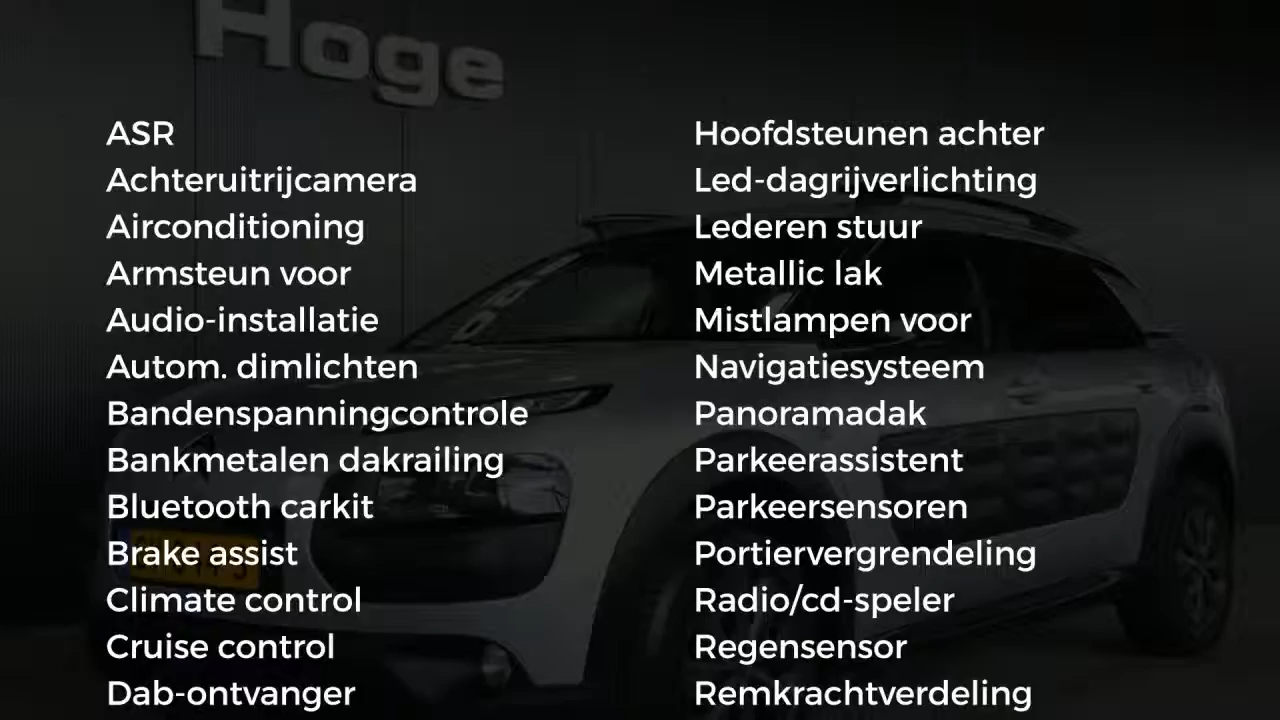 Hoge
ASR
Achteruitrijcamera
Airconditioning
Armsteun voor
Audio-installatie
Autom. dimlichten
Bandenspanningcontrole
Bankmetalen dakrailing
Bluetooth carkit
Brake assist
Climate control
Cruise control
Dab-ontvanger
Hoofdsteunen achter
Led-dagrijverlichting
Lederen stuur
Metallic lak
Mistlampen voor
Navigatiesysteem
Panoramadak
Parkeerassistent
Parkeersensoren
Portiervergrendeling
Radio/cd-speler
Regensensor
Remkrachtverdeling